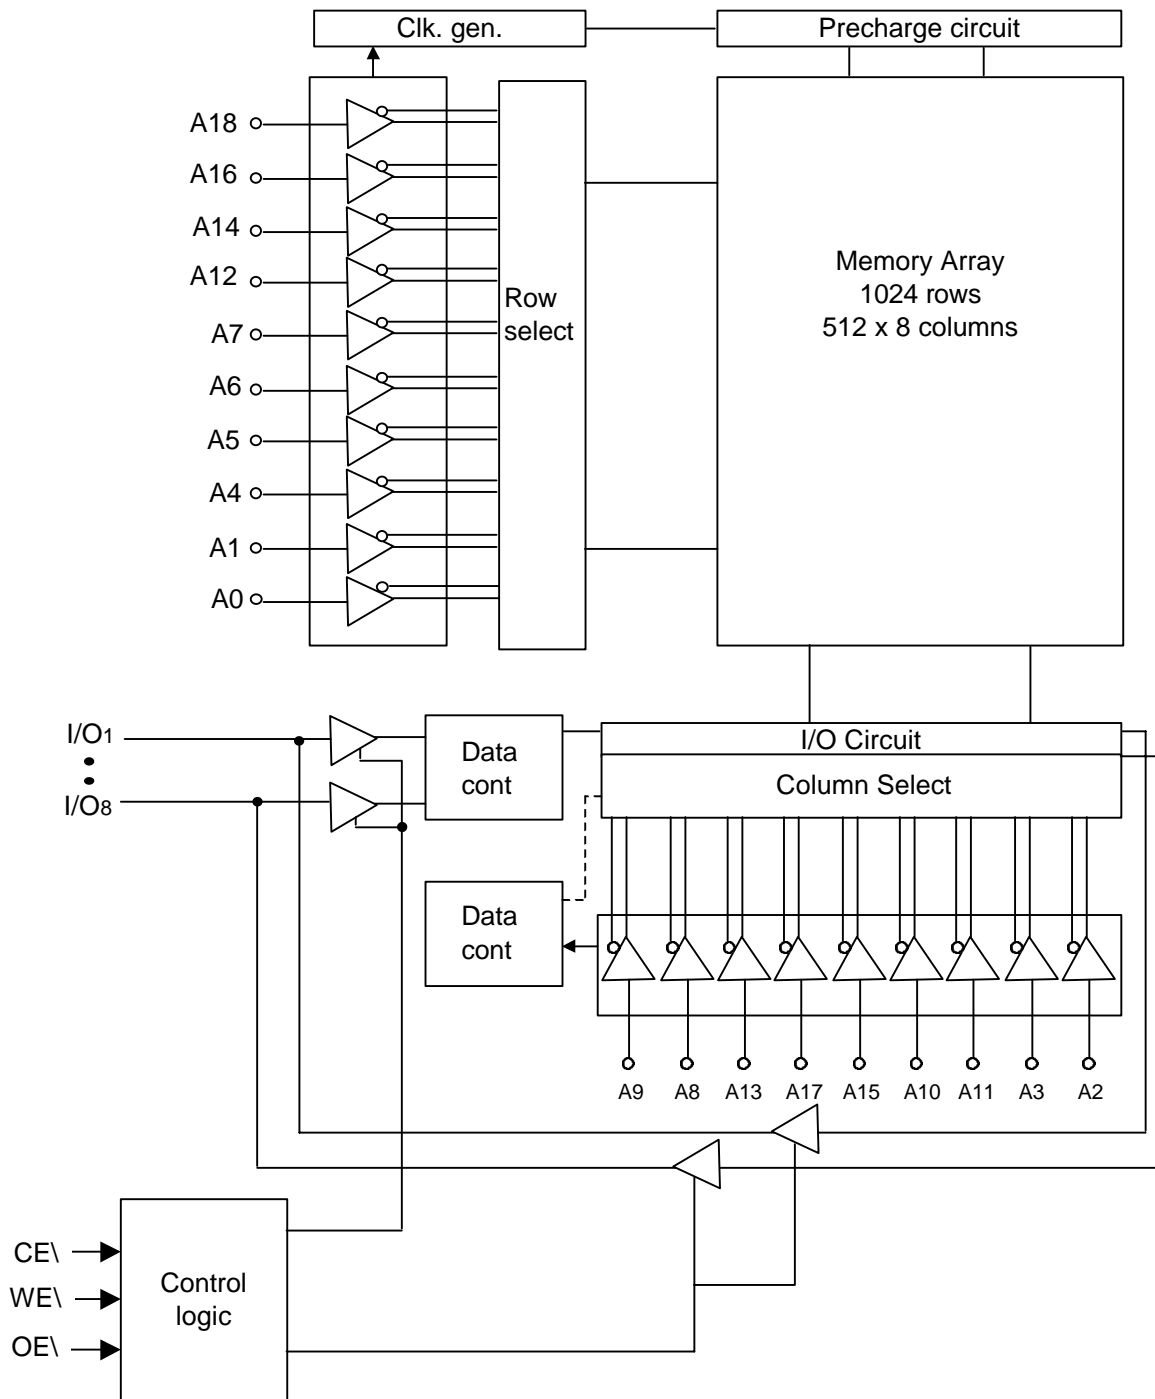 Clk. gen.
Precharge circuit
A18
A16
A14
A12
A7
A6
A5
A4
A1
A0
Row
select
Memory Array
1024 rows
512 x 8 columns
I/O1
I/O8
Data
cont
I/O Circuit
Column Select
Data
cont
A9 A8 A13 A17 A15 A10 A11 A3 A2
CE\
WE\
OE\
Control
logic